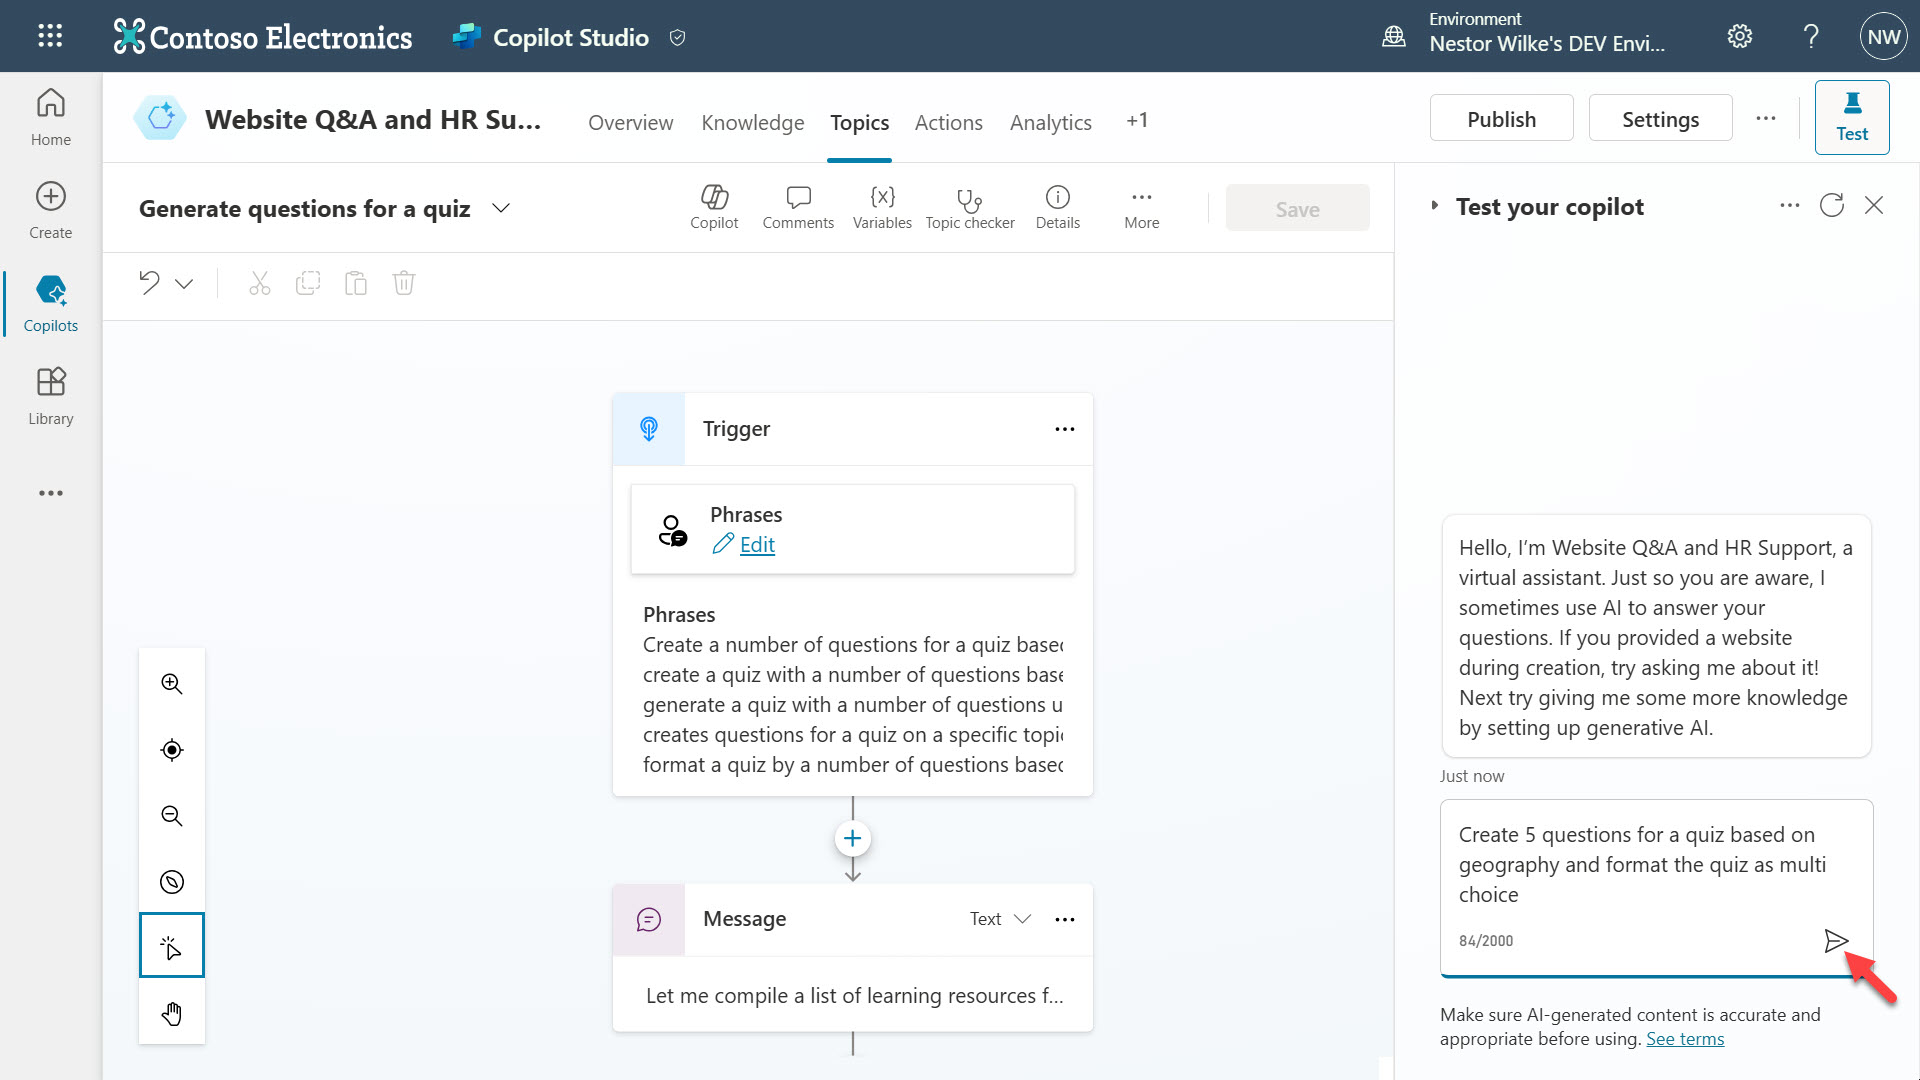 Contoso Electronics
Copilot Studio
Environment
Nestor Wilke's DEV Envi...
NW
Home
Create
Copilots
Library
Website Q&A and HR Su...
Overview
Knowledge
Topics
Actions
Analytics
+1
Publish
Settings
Test
Generate questions for a quiz
Copilot
Comments
{x}
Variables
Topic checker
Details
More
Save
Trigger
Phrases
Edit
Phrases
Create a number of questions for a quiz based
create a quiz with a number of questions base
generate a quiz with a number of questions u
creates questions for a quiz on a specific topi
format a quiz by a number of questions based
Message
Text
Let me compile a list of learning resources f...
Test your copilot
Hello, I'm Website Q&A and HR Support, a
virtual assistant. Just so you are aware, I
sometimes use AI to answer your
questions. If you provided a website
during creation, try asking me about it!
Next try giving me some more knowledge
by setting up generative AI.
Just now
Create 5 questions for a quiz based on
geography and format the quiz as multi
choice
84/2000
Make sure AI-generated content is accurate and
appropriate before using. See terms